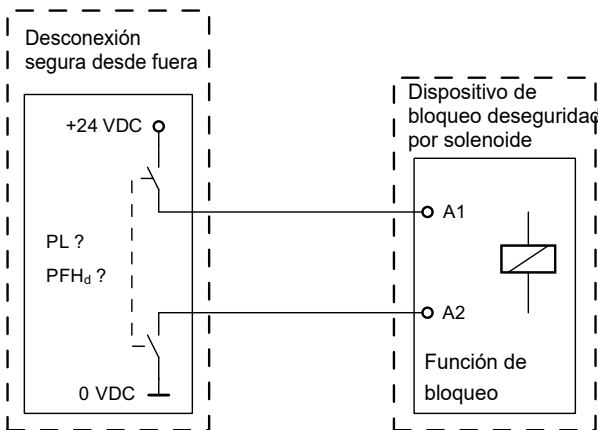 Desconexión
segura desde fuera
+24 VDC
PL ?
PFHd ?
0 VDC
Dispositivo de
bloqueo deseguridad
por solenoide
A1
A2
Función de
bloqueo